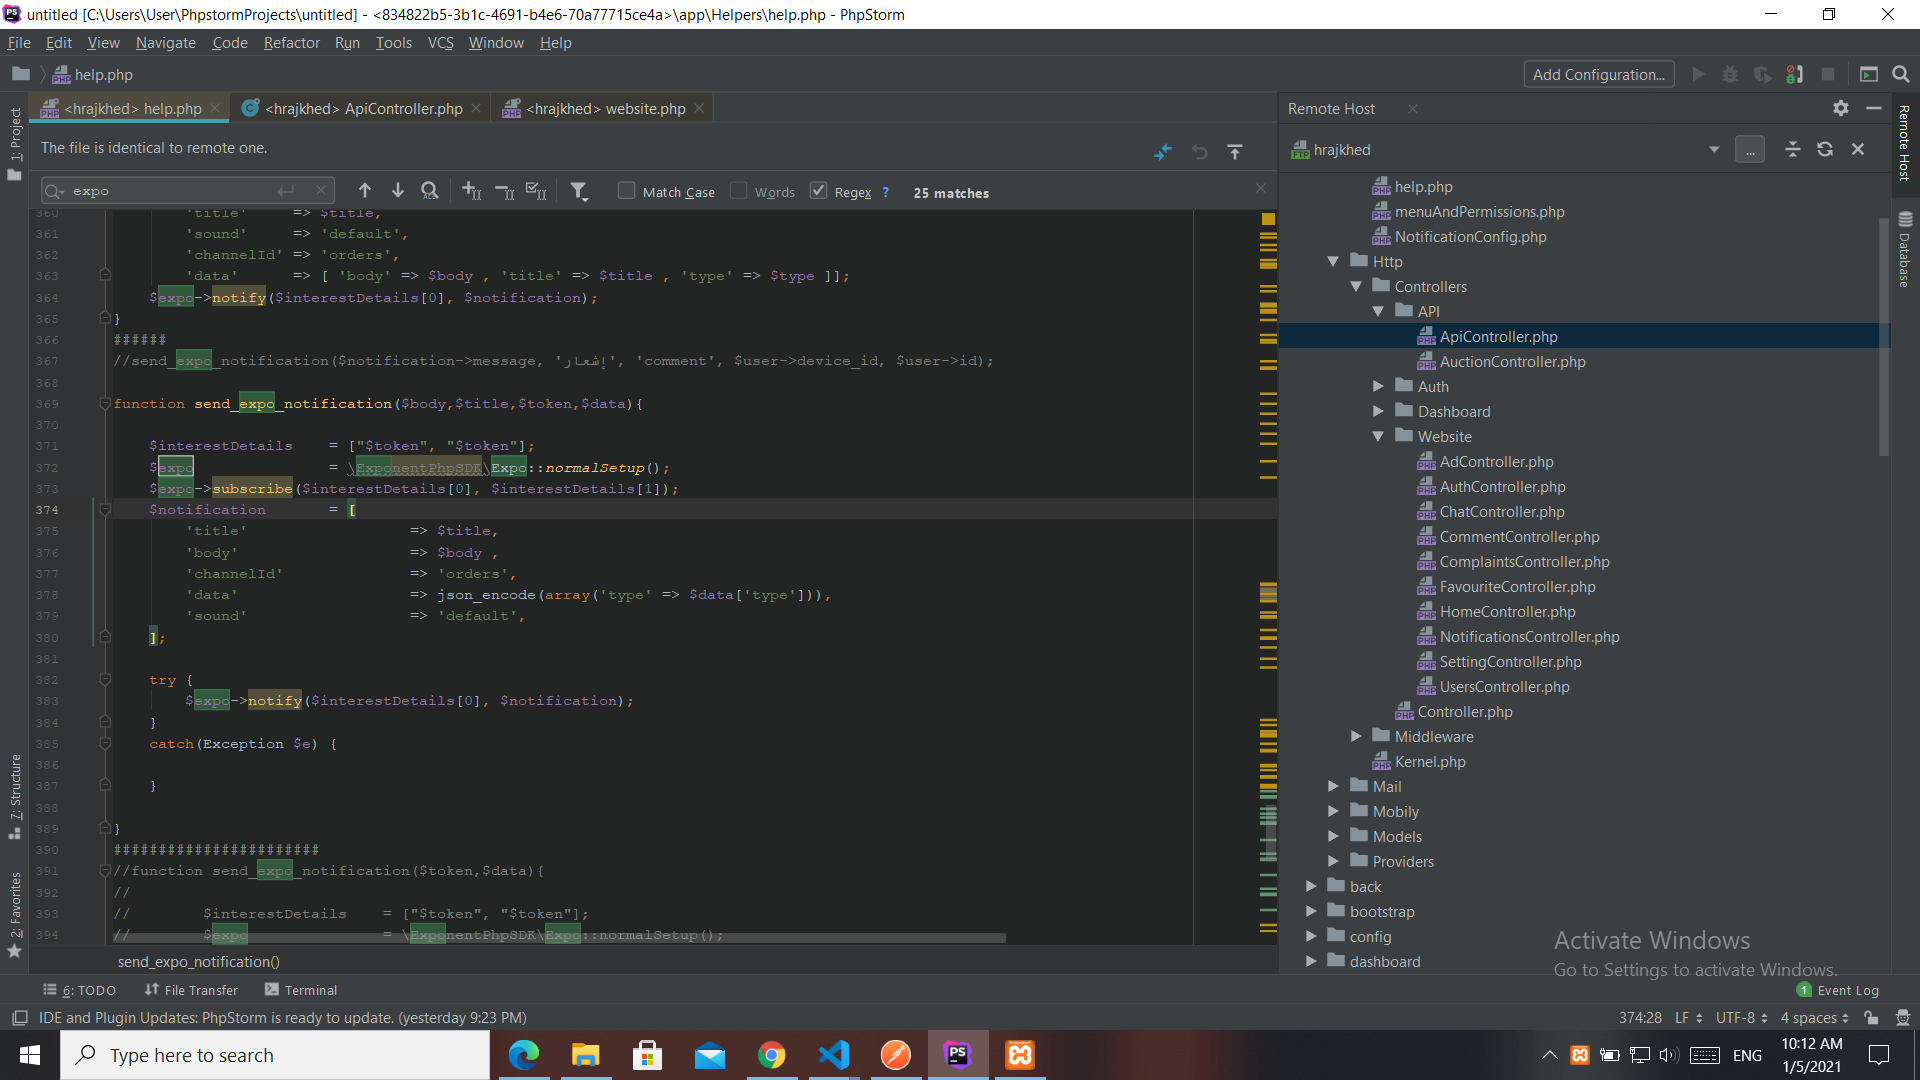 untitled [C:\Users\User\PhpstormProjects\untitled] - <834822b5-3b1c-4691-b4e6-70a77715ce4a>\app\Helpers\help.php - PhpStorm
File Edit View Navigate Code Refactor Run Tools VCS Window Help
help.php
Add Configuration...
<hrajkhed> help.php
<hrajkhed> ApiController.php
<hrajkhed> website.php
The file is identical to remote one.
expo
Match Case
Words
Regex ?
25 matches
360 'title' => $title,
361 'sound' => 'default',
362 'channelId' => 'orders',
363 'data' => [ 'body' => $body , 'title' => $title , 'type' => $type ]];
364 $expo->notify($interestDetails[0], $notification);
365 }
366 ######
367 //send_expo_notification($notification->message, 'إشعار', 'comment', $user->device_id, $user->id);
368
369 function send_expo_notification($body,$title,$token,$data){
370
371 $interestDetails = ["$token", "$token"];
372 $expo = \ExponentPhpSDK\Expo::normalSetup();
373 $expo->subscribe($interestDetails[0], $interestDetails[1]);
374 $notification = [
375 'title' => $title,
376 'body' => $body ,
377 'channelId' => 'orders',
378 'data' => json_encode(array('type' => $data['type'])),
379 'sound' => 'default',
380 ];
381
382 try {
383 $expo->notify($interestDetails[0], $notification);
384 }
385 catch(Exception $e) {
386
387 }
388
389 }
390 #######################
391 //function send_expo_notification($token,$data){
392 //
393 // $interestDetails = ["$token", "$token"];
394 // $expo = \ExponentPhpSDK\Expo::normalSetup();
send_expo_notification()
1: Project
7: Structure
2: Favorites
Remote Host
hrajkhed
...
help.php
menuAndPermissions.php
NotificationConfig.php
Http
Controllers
API
ApiController.php
AuctionController.php
Auth
Dashboard
Website
AdController.php
AuthController.php
ChatController.php
CommentController.php
ComplaintsController.php
FavouriteController.php
HomeController.php
NotificationsController.php
SettingController.php
UsersController.php
Controller.php
Middleware
Kernel.php
Mail
Mobily
Models
Providers
back
bootstrap
config
dashboard
Remote Host
Database
Activate Windows
Go to Settings to activate Windows.
6: TODO
File Transfer
Terminal
1 Event Log
IDE and Plugin Updates: PhpStorm is ready to update. (yesterday 9:23 PM)
374:28 LF UTF-8 4 spaces
Type here to search
ENG
10:12 AM
1/5/2021